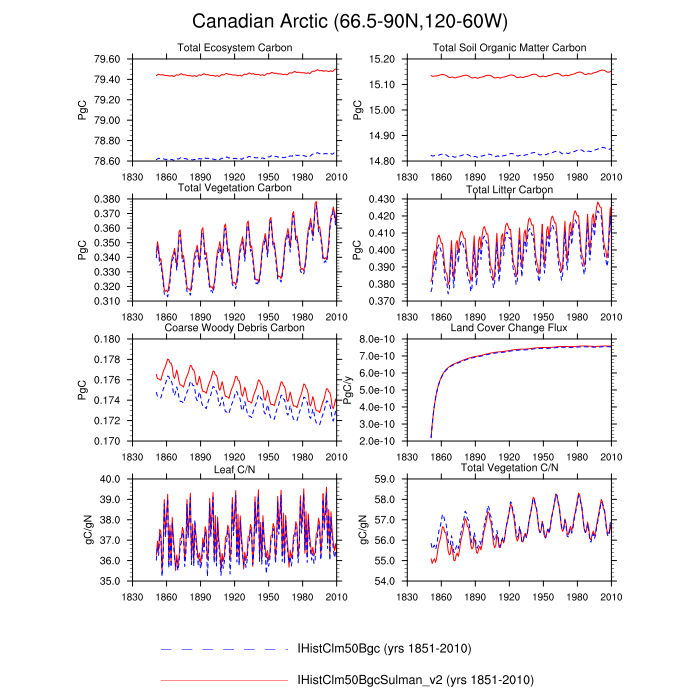 Canadian Arctic (66.5-90N,120-60W)
Total Ecosystem Carbon
PgC
79.60
79.40
79.20
79.00
78.80
78.60
1830 1860 1890 1920 1950 1980 2010
Total Soil Organic Matter Carbon
PgC
15.20
15.10
15.00
14.90
14.80
1830 1860 1890 1920 1950 1980 2010
Total Vegetation Carbon
PgC
0.380
0.370
0.360
0.350
0.340
0.330
0.320
0.310
1830 1860 1890 1920 1950 1980 2010
Total Litter Carbon
PgC
0.430
0.420
0.410
0.400
0.390
0.380
0.370
1830 1860 1890 1920 1950 1980 2010
Coarse Woody Debris Carbon
PgC
0.180
0.178
0.176
0.174
0.172
0.170
1830 1860 1890 1920 1950 1980 2010
Land Cover Change Flux
PgC/y
8.0e-10
7.0e-10
6.0e-10
5.0e-10
4.0e-10
3.0e-10
2.0e-10
1830 1860 1890 1920 1950 1980 2010
Leaf C/N
gC/gN
40.0
39.0
38.0
37.0
36.0
35.0
1830 1860 1890 1920 1950 1980 2010
Total Vegetation C/N
gC/gN
59.0
58.0
57.0
56.0
55.0
54.0
1830 1860 1890 1920 1950 1980 2010
IHistClm50Bgc (yrs 1851-2010)
IHistClm50BgcSulman_v2 (yrs 1851-2010)